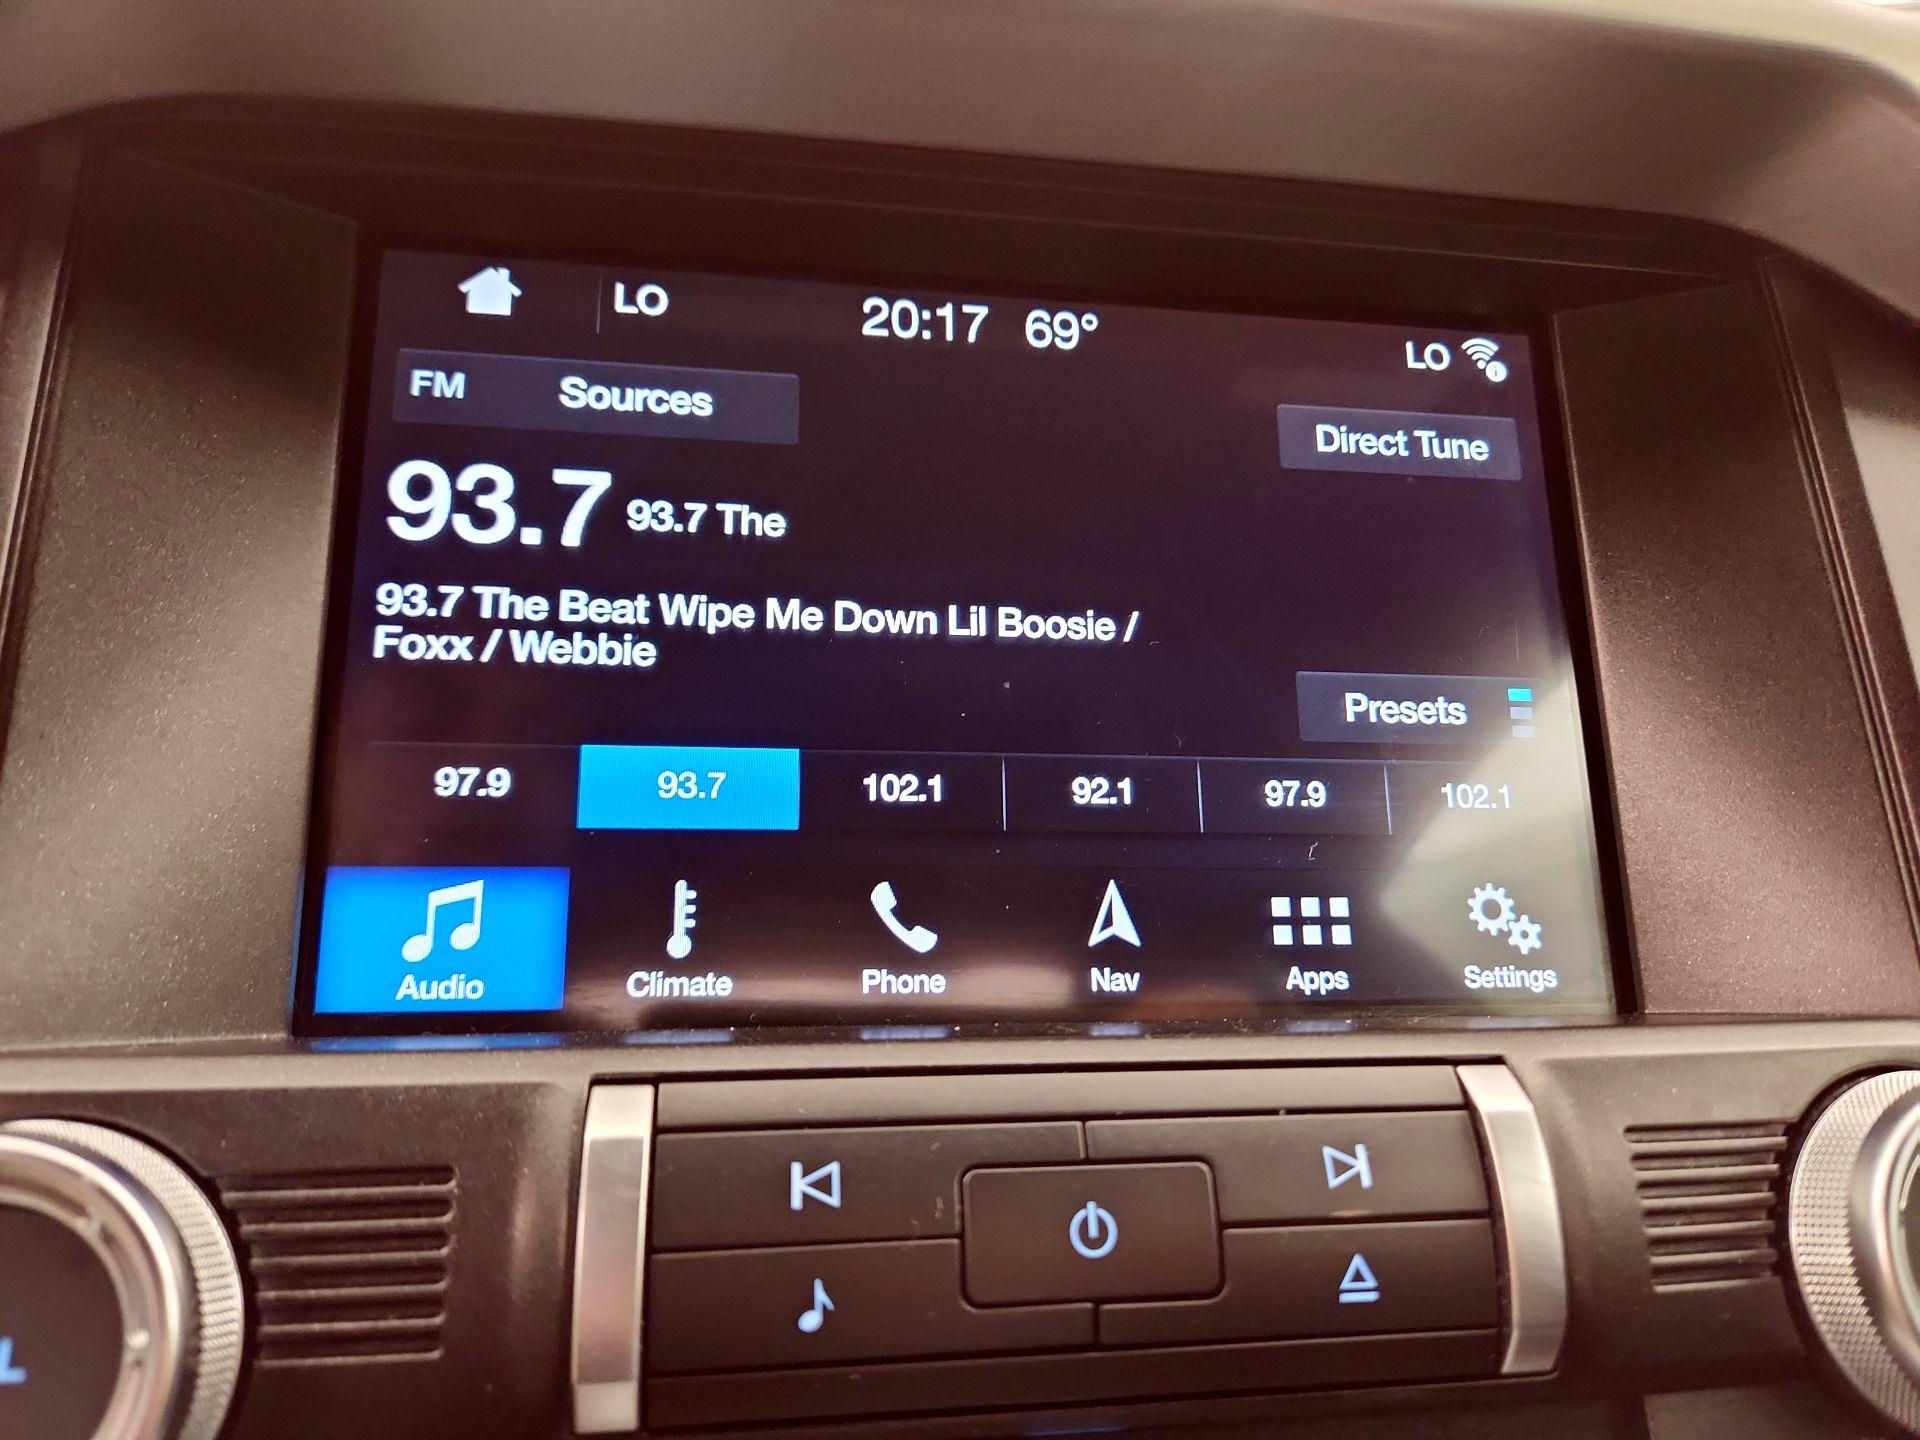 LO 20:17 69° LO
FM Sources
Direct Tune
93.7 93.7 The
93.7 The Beat Wipe Me Down Lil Boosie /
Foxx / Webbie
Presets
97.9 93.7 102.1 92.1 97.9 102.1
Audio Climate Phone Nav Apps Settings